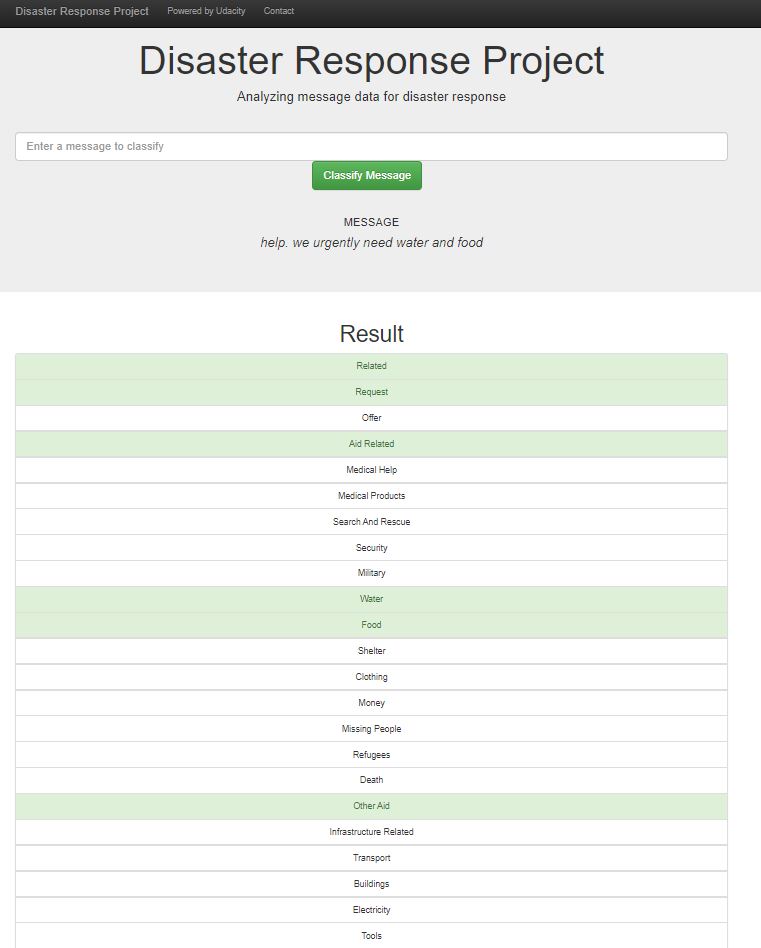 Disaster Response Project Powered by Udacity Contact
Disaster Response Project
Analyzing message data for disaster response
Enter a message to classify
Classify Message
MESSAGE
help. we urgently need water and food
Result
Related
Request
Offer
Aid Related
Medical Help
Medical Products
Search And Rescue
Security
Military
Water
Food
Shelter
Clothing
Money
Missing People
Refugees
Death
Other Aid
Infrastructure Related
Transport
Buildings
Electricity
Tools